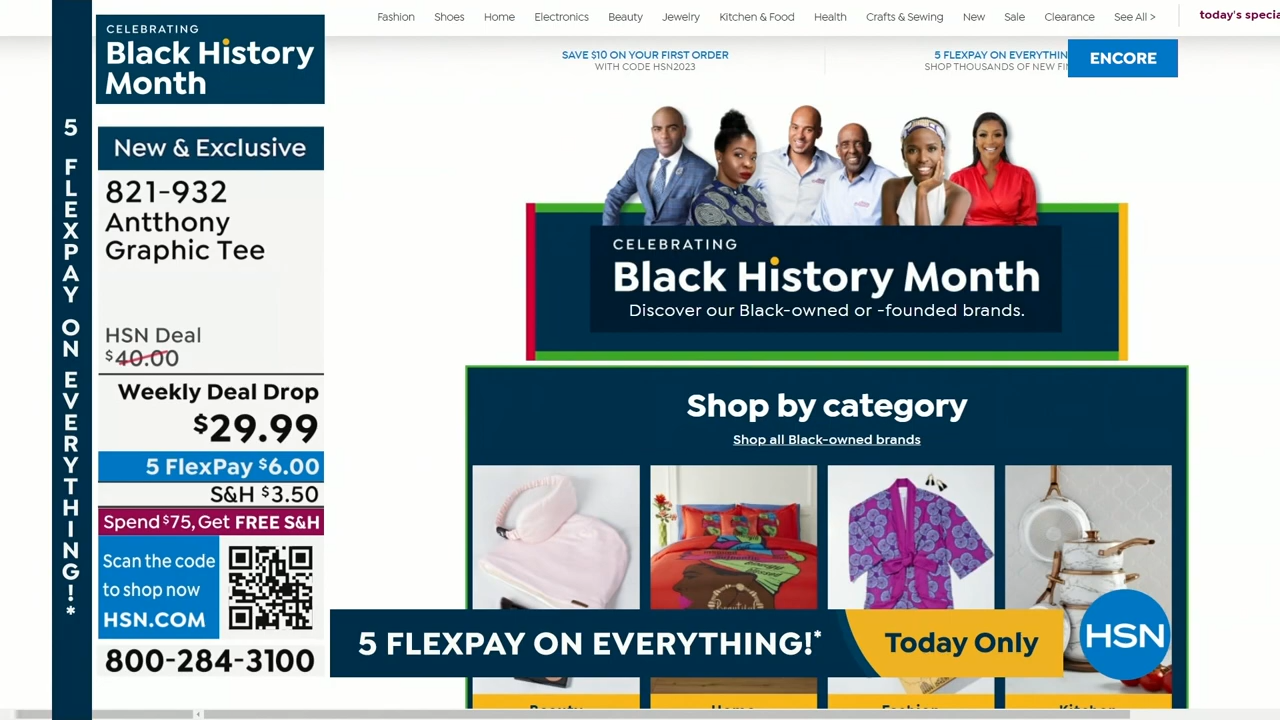 Fashion Shoes Home Electronics Beauty Jewelry Kitchen & Food Health Crafts & Sewing New Sale Clearance See All >
CELEBRATING
Black History
Month
SAVE $10 ON YOUR FIRST ORDER
WITH CODE HSN2023
5 FLEXPAY ON
SHOP THOUSANDS OF NEW
ENCORE
5 FLEXPAY ON EVERYTHING!*
New & Exclusive
821-932
Antthony
Graphic Tee
HSN Deal
$40.00
Weekly Deal Drop
$29.99
5 FlexPay $6.00
S&H $3.50
Spend $75, Get FREE S&H
Scan the code
to shop now
HSN.COM
800-284-3100
CELEBRATING
Black History Month
Discover our Black-owned or -founded brands.
Shop by category
Shop all Black-owned brands
5 FLEXPAY ON EVERYTHING!*
Today Only
HSN